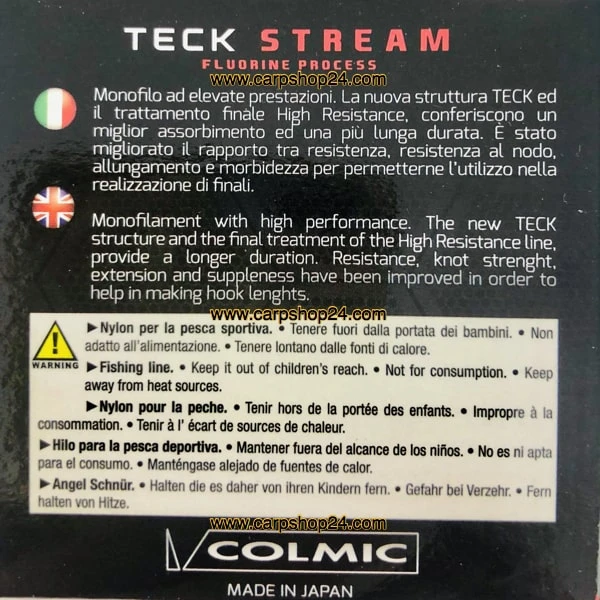 TECK STREAM
FLUORINE PROCESS
www.carpshop24.com
Monofilo ad elevate prestazioni. La nuova struttura TECK ed
il trattamento finale High Resistance, conferiscono un
miglior assorbimento ed una più lunga durata. È stato
migliorato il rapporto tra resistenza, resistenza al nodo,
allungamento e morbidezza per permetterne l'utilizzo nella
realizzazione di finali.
www.carpshop24.com
Monofilament with high performance. The new TECK
structure and the final treatment of the High Resistance line,
provide a longer duration. Resistance, knot strenght,
extension and suppleness have been improved in order to
help in making hook lenghts.
www.carpshop24.com
WARNING
►Nylon per la pesca sportiva. • Tenere fuori dalla portata dei bambini. • Non
adatto all'alimentazione. • Tenere lontano dalle fonti di calore.
►Fishing line. • Keep it out of children's reach. • Not for consumption. • Keep
away from heat sources.
►Nylon pour la peche. • Tenir hors de la portée des enfants. • Impropre à la
consommation. • Tenir à l' écart de sources de chaleur.
►Hilo para la pesca deportiva. • Mantener fuera del alcance de los niños. • No es ni apta
para el consumo. • Manténgase alejado de fuentes de calor.
►Angel Schnür. • Halten die es daher von ihren Kindern fern. • Gefahr bei Verzehr. • Fern
halten von Hitze.
www.carpshop24.com
COLMIC
MADE IN JAPAN